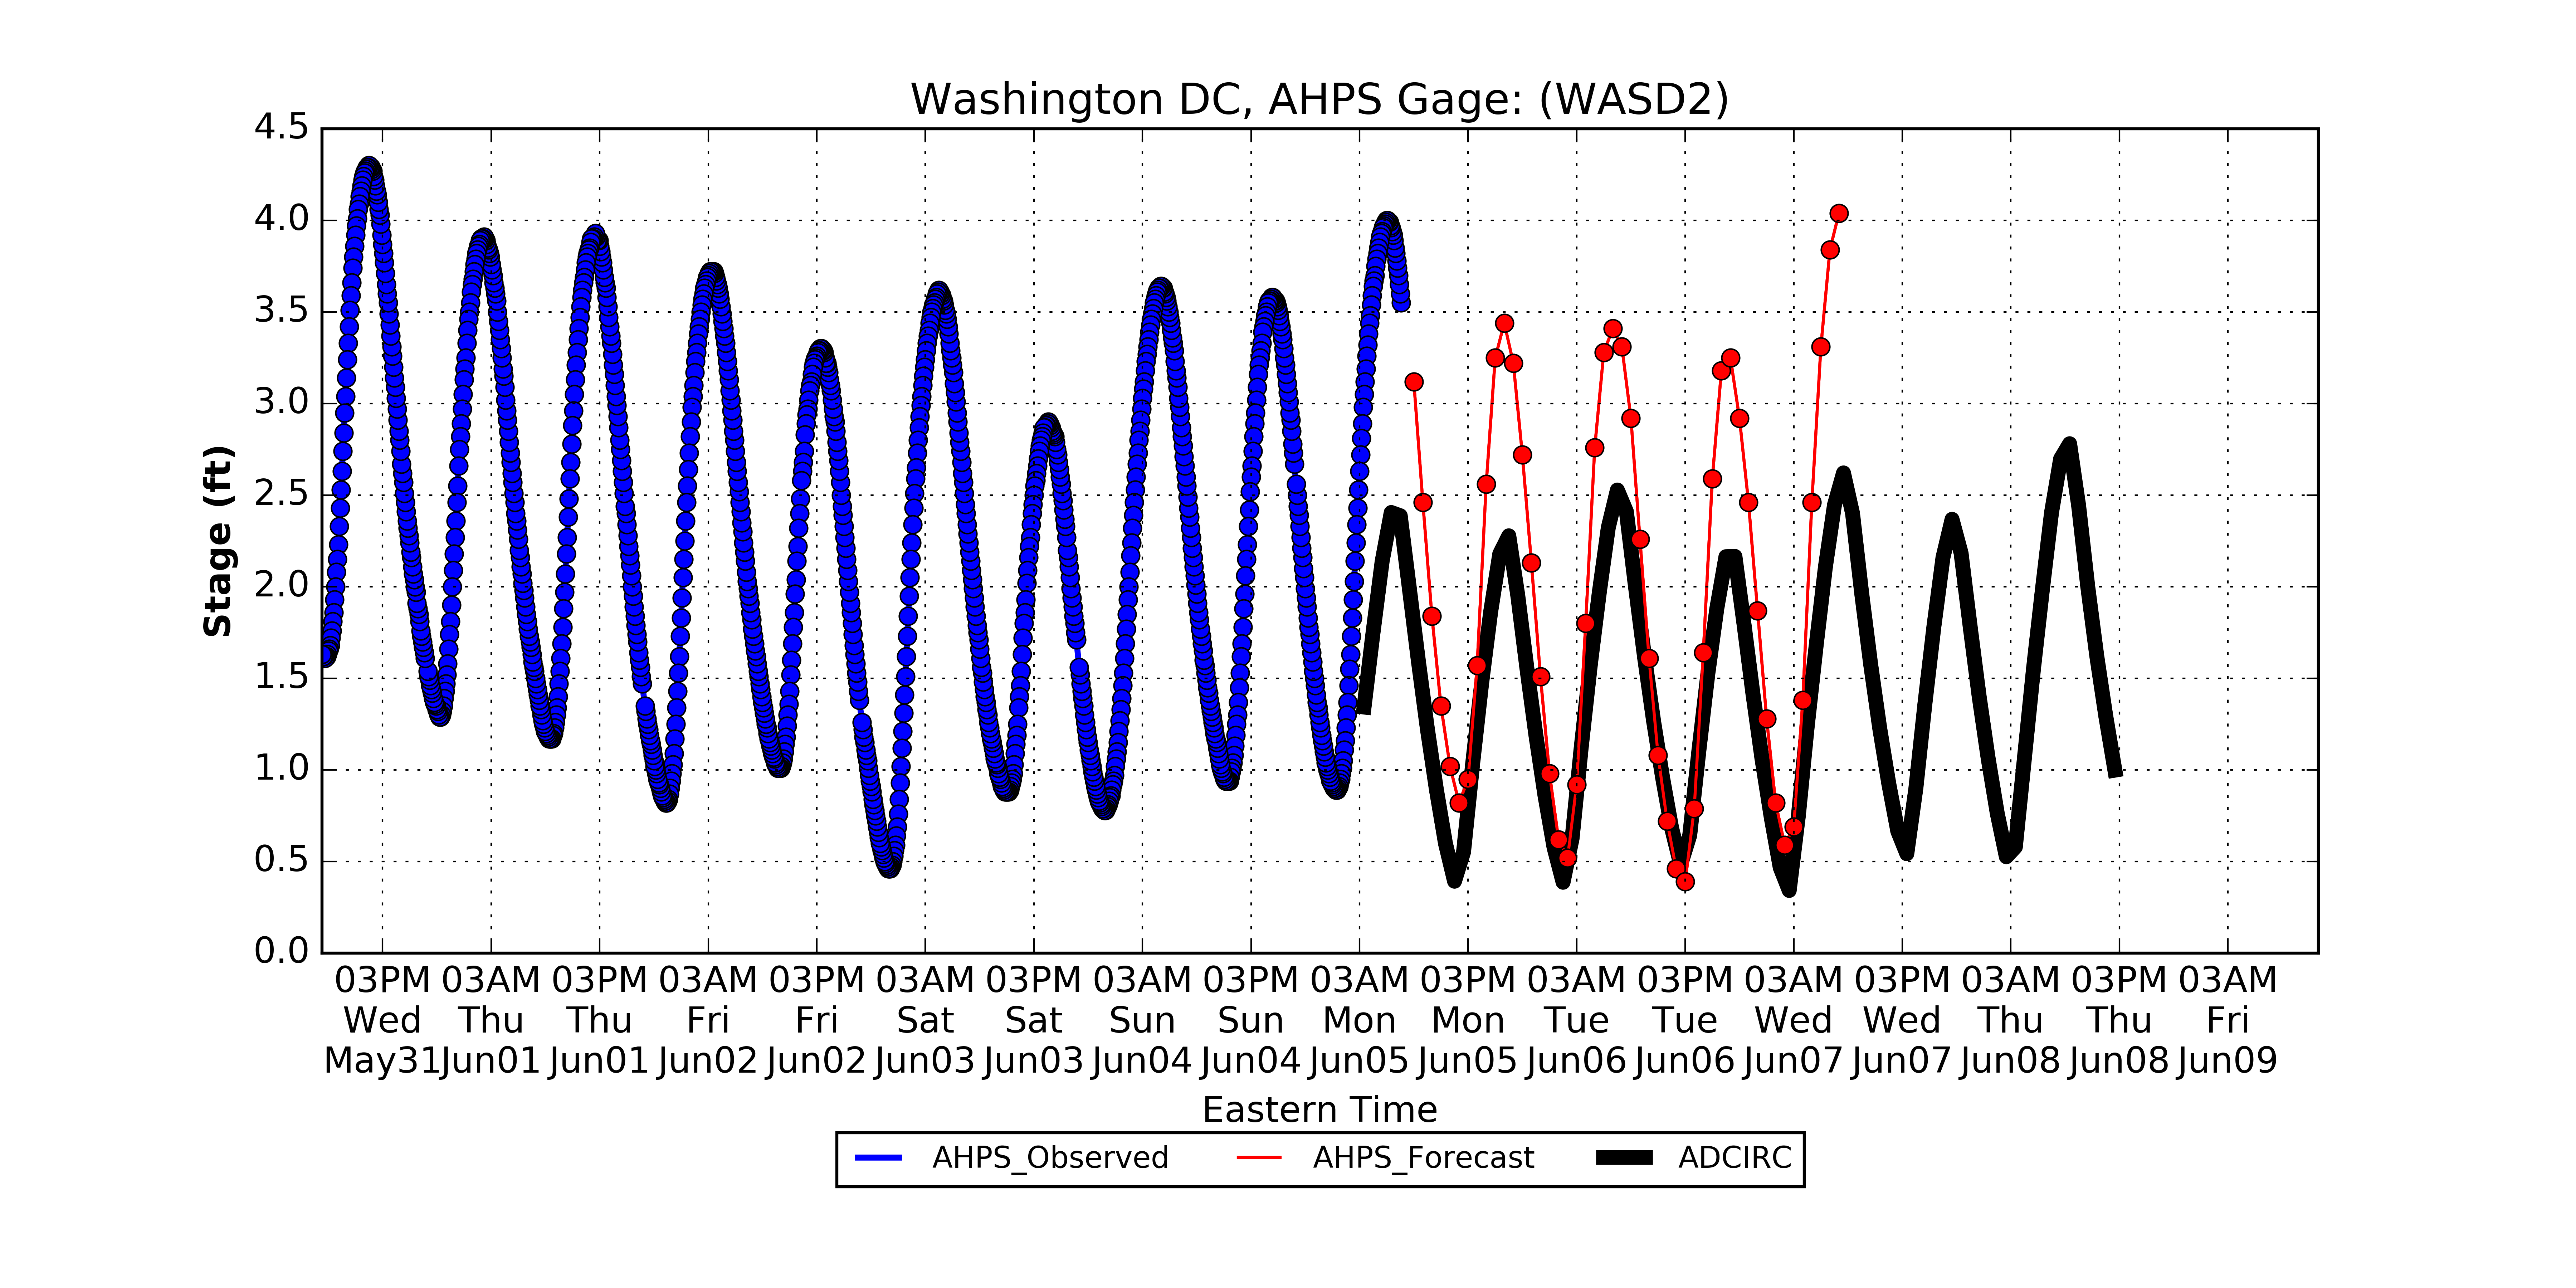 Washington DC, AHPS Gage: (WASD2)
4.5
4.0
3.5
3.0
2.5
2.0
1.5
1.0
0.5
0.0
Stage (ft)
03PM 03AM 03PM 03AM 03PM 03AM 03PM 03AM 03PM 03AM 03PM 03AM 03PM 03AM 03PM 03AM 03PM 03AM
Wed Thu Thu Fri Fri Sat Sat Sun Sun Mon Mon Tue Tue Wed Wed Thu Thu Fri
May31 Jun01 Jun01 Jun02 Jun02 Jun03 Jun03 Jun04 Jun04 Jun05 Jun05 Jun06 Jun06 Jun07 Jun07 Jun08 Jun08 Jun09
Eastern Time
AHPS_Observed AHPS_Forecast ADCIRC